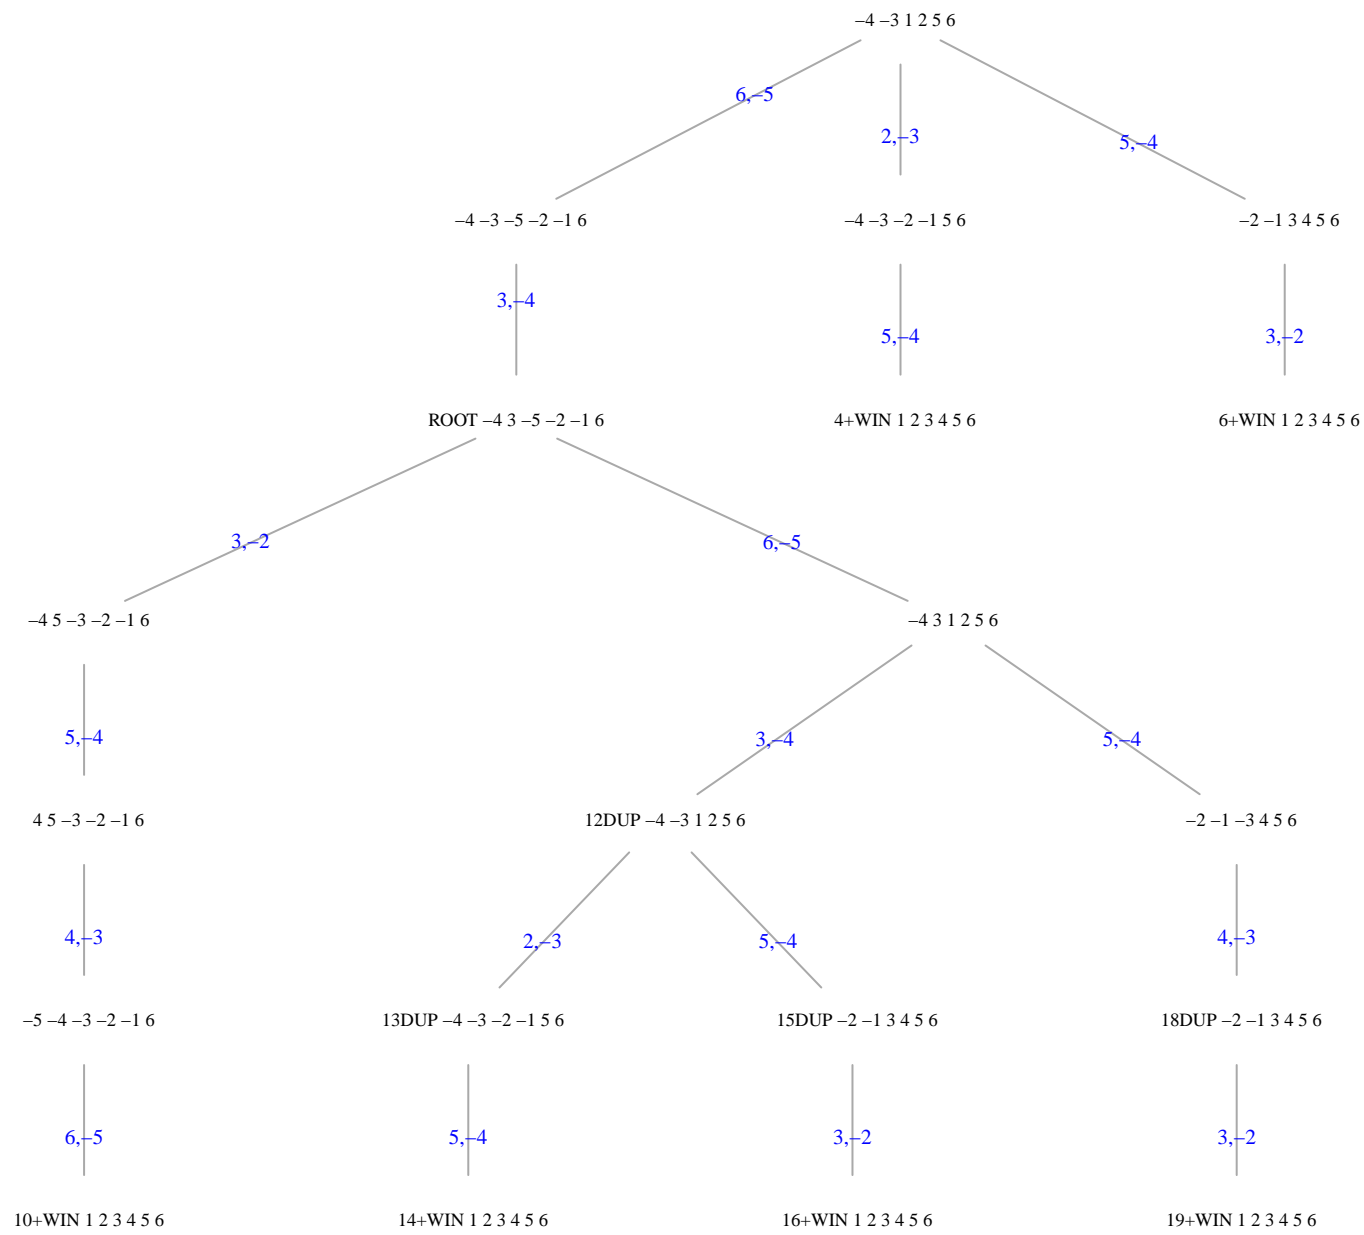 –4 –3 1 2 5 6
6,–5
2,–3
5,–4
–4 –3 –5 –2 –1 6
–4 –3 –2 –1 5 6
–2 –1 3 4 5 6
3,–4
5,–4
3,–2
ROOT –4 3 –5 –2 –1 6
4+WIN 1 2 3 4 5 6
6+WIN 1 2 3 4 5 6
3,–2
6,–5
–4 5 –3 –2 –1 6
–4 3 1 2 5 6
5,–4
3,–4
5,–4
4 5 –3 –2 –1 6
12DUP –4 –3 1 2 5 6
–2 –1 –3 4 5 6
4,–3
2,–3
5,–4
4,–3
–5 –4 –3 –2 –1 6
13DUP –4 –3 –2 –1 5 6
15DUP –2 –1 3 4 5 6
18DUP –2 –1 3 4 5 6
6,–5
5,–4
3,–2
3,–2
10+WIN 1 2 3 4 5 6
14+WIN 1 2 3 4 5 6
16+WIN 1 2 3 4 5 6
19+WIN 1 2 3 4 5 6